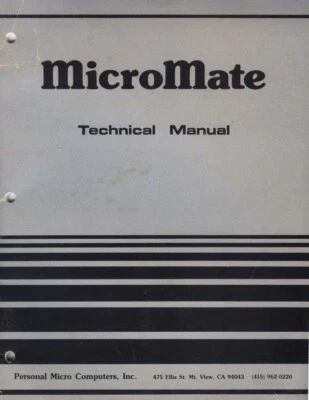 MicroMate
Technical Manual
Personal Micro Computers, Inc. 475 Ellis St. Mt. View, CA 94043 (415) 962-0220